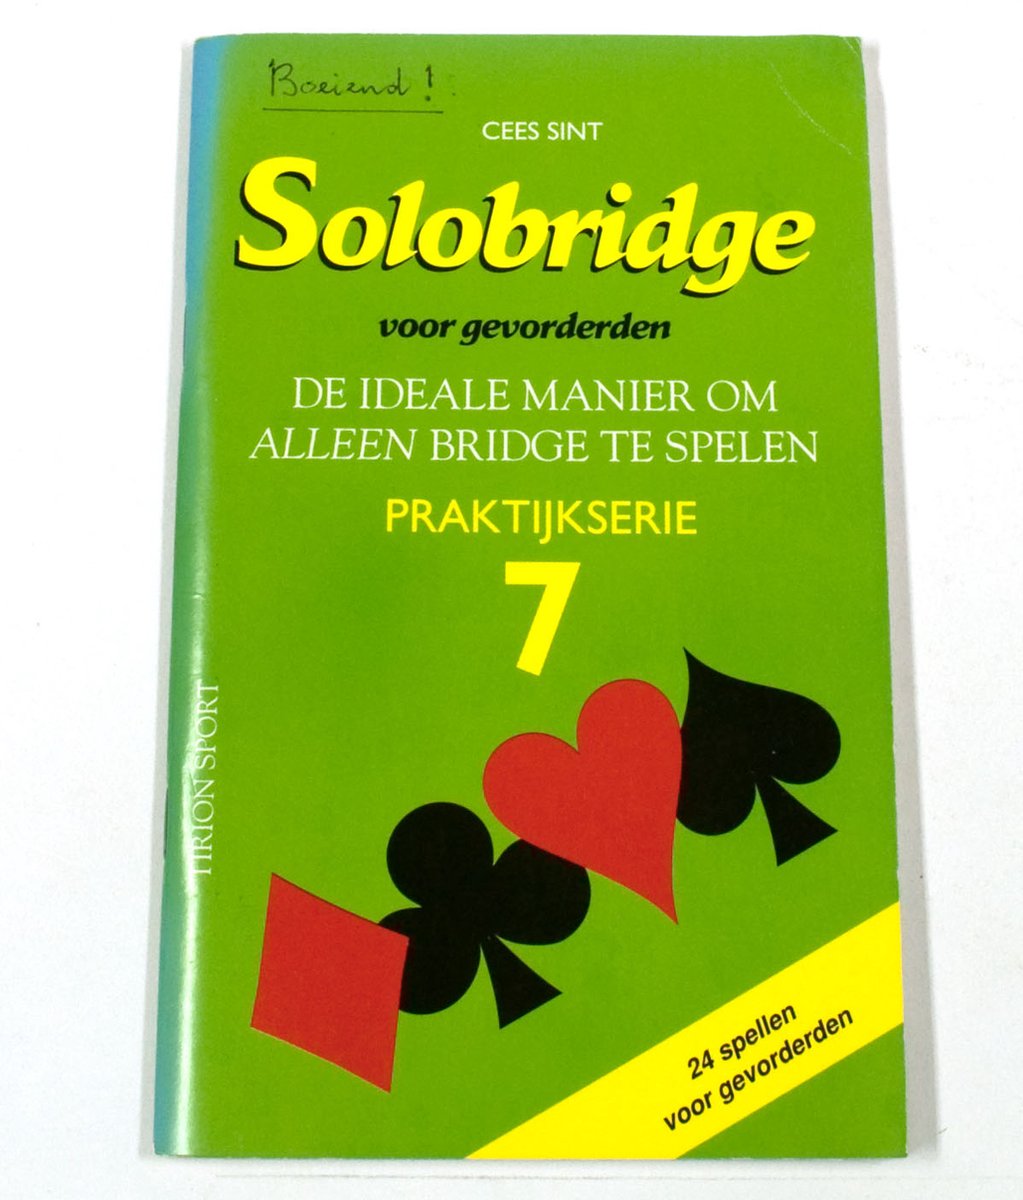 Boeiend!
CEES SINT
Solobridge
voor gevorderden
DE IDEALE MANIER OM
ALLEEN BRIDGE TE SPELEN
PRAKTIJKSERIE
7
TIRION SPORT
24 spellen
voor gevorderden